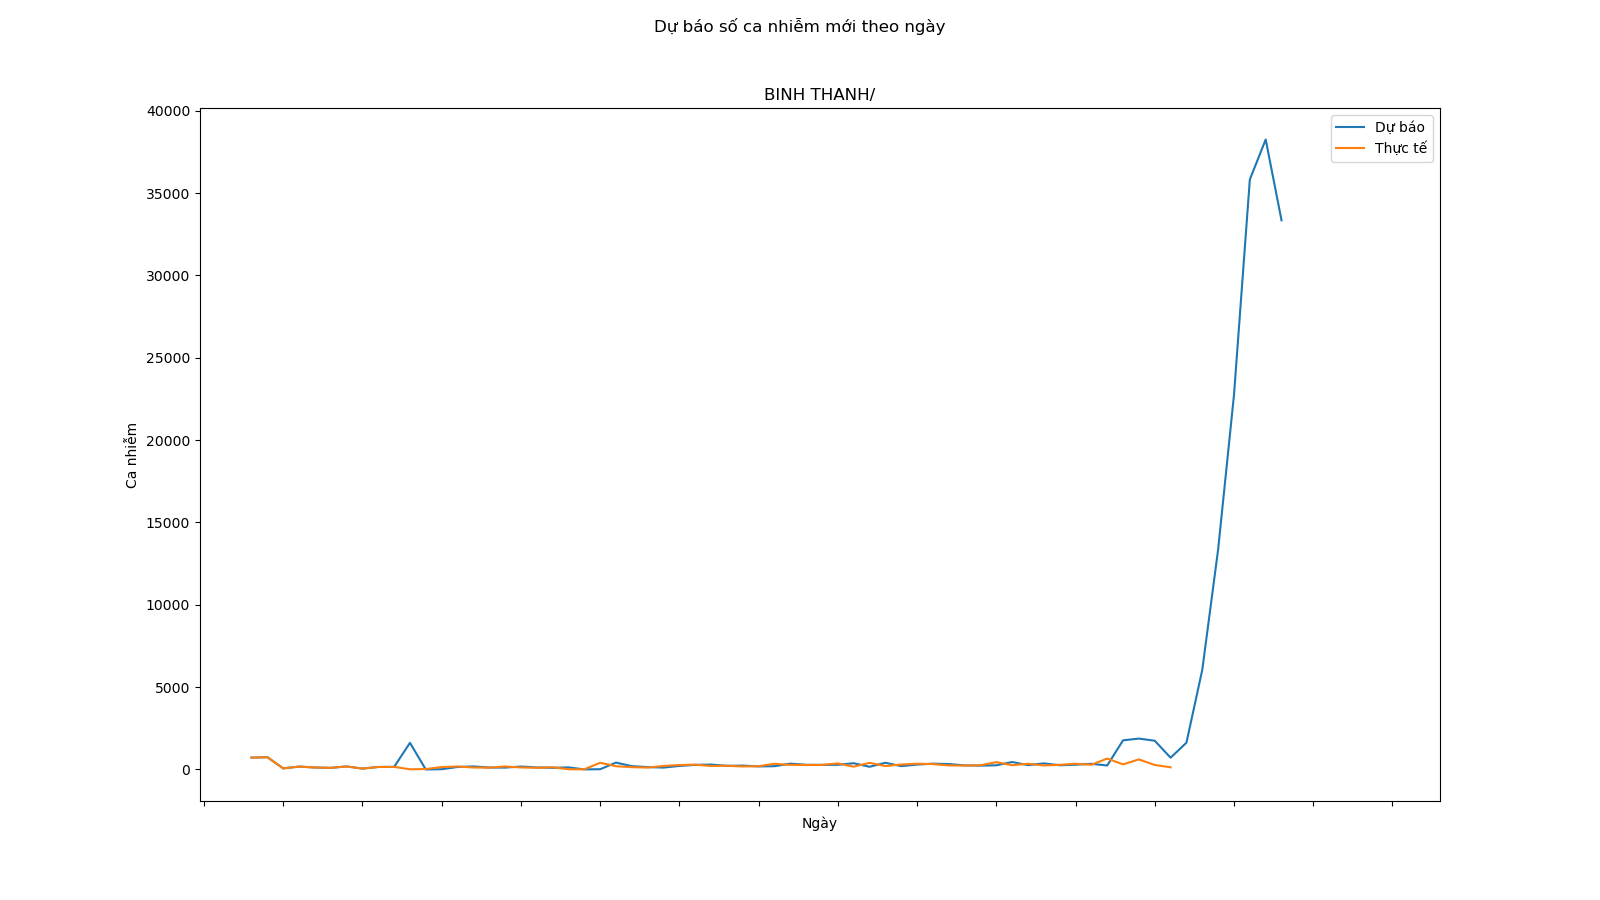 Dự báo số ca nhiễm mới theo ngày
BINH THANH/
40000
35000
30000
25000
20000
15000
10000
5000
0
Ca nhiễm
Dự báo
Thực tế
Ngày